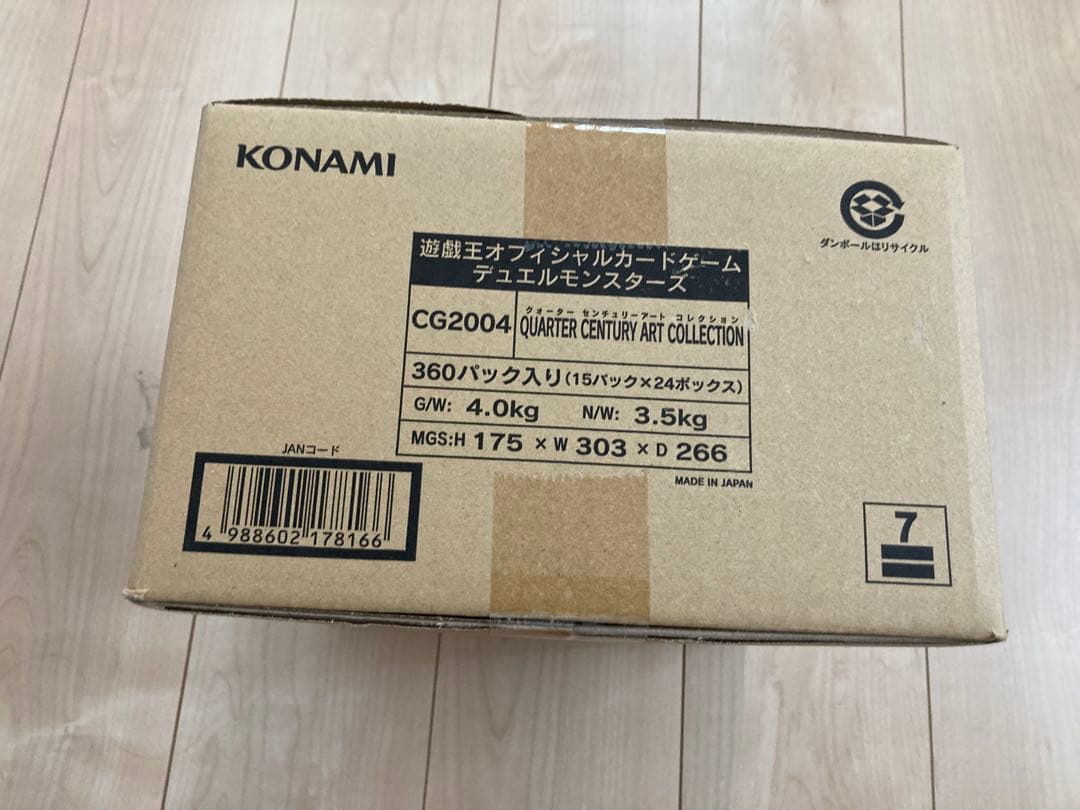 KONAMI
ダンボールはリサイクル
遊戯王オフィシャルカードゲーム
デュエルモンスターズ
クォーター センチュリーアート コレクション
CG2004 QUARTER CENTURY ART COLLECTION
360パック入り(15パック×24ボックス)
G/W: 4.0kg N/W: 3.5kg
MGS:H 175 × W 303 × D 266
MADE IN JAPAN
JANコード
4 988602 178166
7